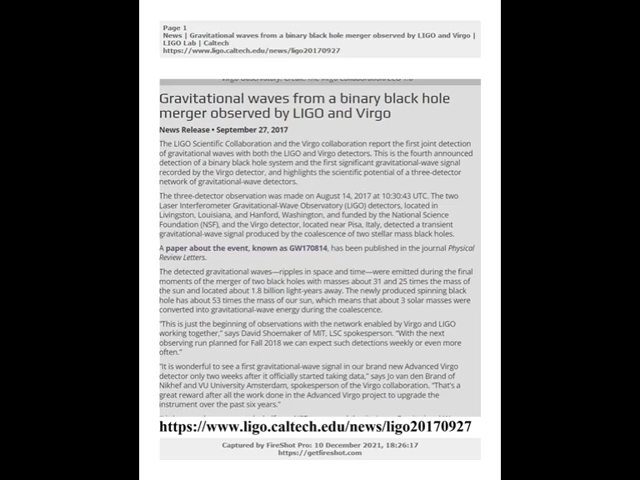 Page 1
News | Gravitational waves from a binary black hole merger observed by LIGO and Virgo |
LIGO Lab | Caltech
https://www.ligo.caltech.edu/news/ligo20170927
Gravitational waves from a binary black hole
merger observed by LIGO and Virgo
News Release • September 27, 2017
The LIGO Scientific Collaboration and the Virgo collaboration report the first joint detection
of gravitational waves with both the LIGO and Virgo detectors. This is the fourth announced
detection of a binary black hole system and the first significant gravitational-wave signal
recorded by the Virgo detector, and highlights the scientific potential of a three-detector
network of gravitational-wave detectors.
The three-detector observation was made on August 14, 2017 at 10:30:43 UTC. The two
Laser Interferometer Gravitational-Wave Observatory (LIGO) detectors, located in
Livingston, Louisiana, and Hanford, Washington, and funded by the National Science
Foundation (NSF), and the Virgo detector, located near Pisa, Italy, detected a transient
gravitational-wave signal produced by the coalescence of two stellar mass black holes.
A paper about the event, known as GW170814, has been published in the journal Physical
Review Letters.
The detected gravitational waves—ripples in space and time—were emitted during the final
moments of the merger of two black holes with masses about 31 and 25 times the mass of
the sun and located about 1.8 billion light-years away. The newly produced spinning black
hole has about 53 times the mass of our sun, which means that about 3 solar masses were
converted into gravitational-wave energy during the coalescence.
"This is just the beginning of observations with the network enabled by Virgo and LIGO
working together," says David Shoemaker of MIT, LSC spokesperson. "With the next
observing run planned for Fall 2018 we can expect such detections weekly or even more
often."
"It is wonderful to see a first gravitational-wave signal in our brand new Advanced Virgo
detector only two weeks after it officially started taking data," says Jo van den Brand of
Nikhef and VU University Amsterdam, spokesperson of the Virgo collaboration. "That's a
great reward after all the work done in the Advanced Virgo project to upgrade the
instrument over the past six years."
https://www.ligo.caltech.edu/news/ligo20170927
Captured by FireShot Pro: 10 December 2021, 18:26:17
https://getfireshot.com